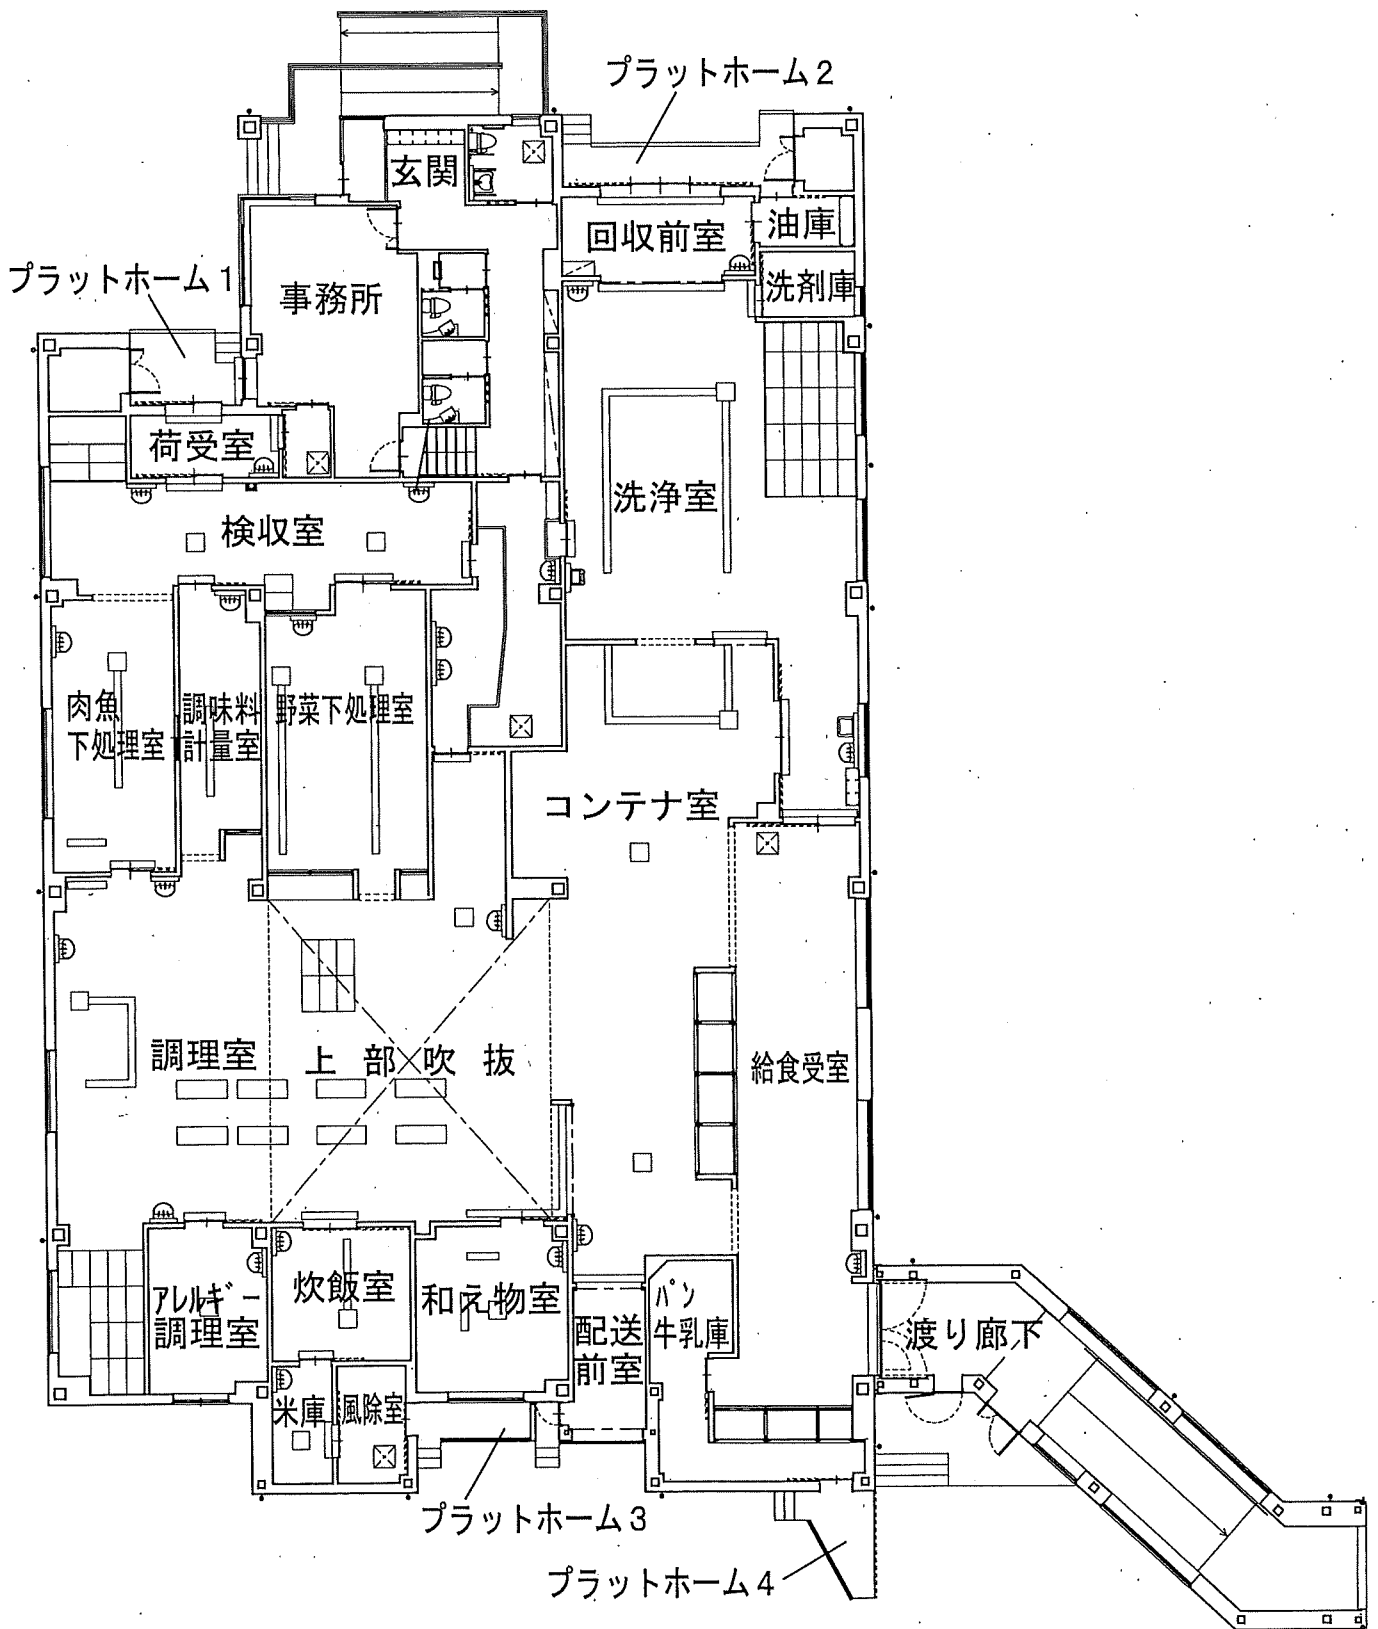 プラットホーム2
玄関
回収前室
油庫
洗剤庫
プラットホーム1
事務所
荷受室
洗浄室
検収室
肉魚
下処理室
調味料
計量室
野菜下処理室
コンテナ室
調理室
上部吹抜
給食受室
アレルギー
調理室
炊飯室
和え物室
配送
前室
パン
牛乳庫
渡り廊下
米庫
風除室
プラットホーム3
プラットホーム4